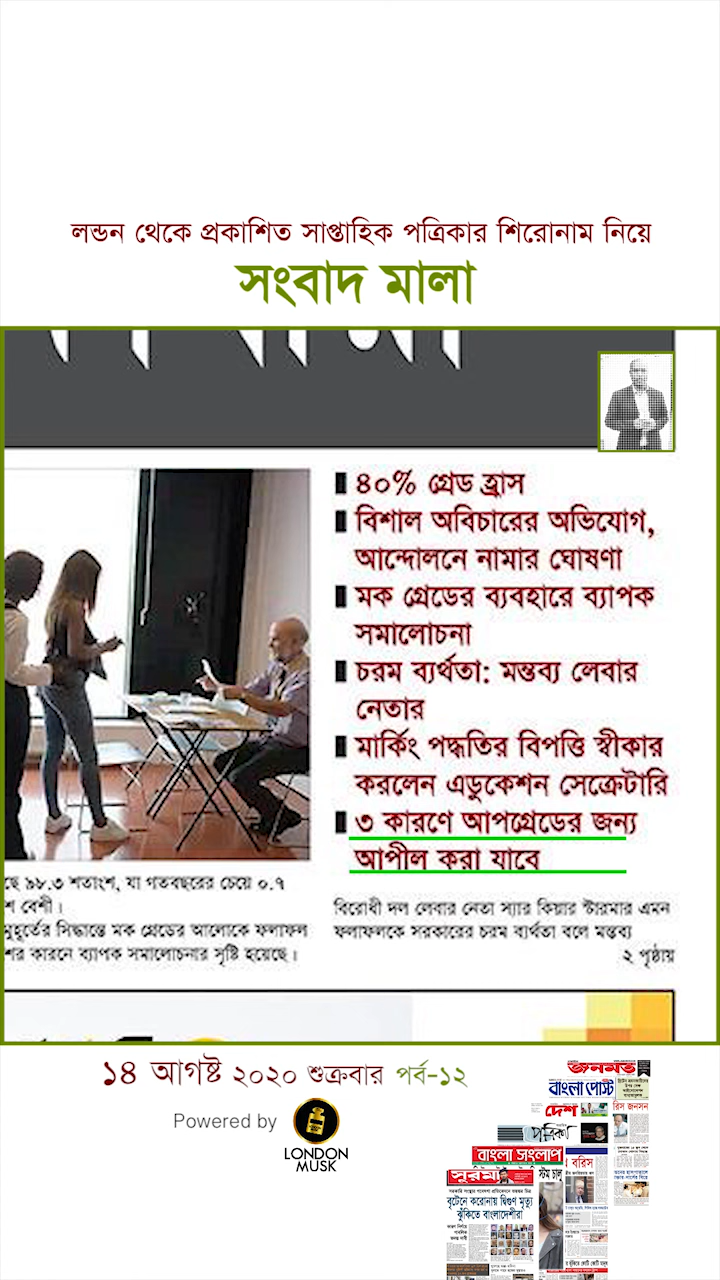 লন্ডন থেকে প্রকাশিত সাপ্তাহিক পত্রিকার শিরোনাম নিয়ে
সংবাদ মালা
৪০% গ্রেড হ্রাস
বিশাল অবিচারের অভিযোগ,
আন্দোলনে নামার ঘোষণা
মক গ্রেডের ব্যবহারে ব্যাপক
সমালোচনা
চরম ব্যর্থতা: মন্তব্য লেবার
নেতার
মার্কিং পদ্ধতির বিপত্তি স্বীকার
করলেন এডুকেশন সেক্রেটারি
৩ কারণে আপগ্রেডের জন্য
আপীল করা যাবে
ছে ৯৮.৩ শতাংশ, যা গতবছরের চেয়ে ০.৭
শ বেশী।
মুহূর্তের সিদ্ধান্তে মক গ্রেডের আলোকে ফলাফল
শর কারনে ব্যাপক সমালোচনার সৃষ্টি হয়েছে।
বিরোধী দল লেবার নেতা স্যার কিয়ার স্টারমার এমন
ফলাফলকে সরকারের চরম ব্যর্থতা বলে মন্তব্য
২ পৃষ্ঠায়
১৪ আগষ্ট ২০২০ শুক্রবার পর্ব-১২
Powered by
LONDON
MUSK
জনমত
বাংলা পোস্ট
দেশ
পত্রিকা
বাংলা সংলাপ
সুরমা
বৃটেনে করোনায় দ্বিগুণ মৃত্যু
ঝুঁকিতে বাংলাদেশীরা
বরিস
রিস জনসন